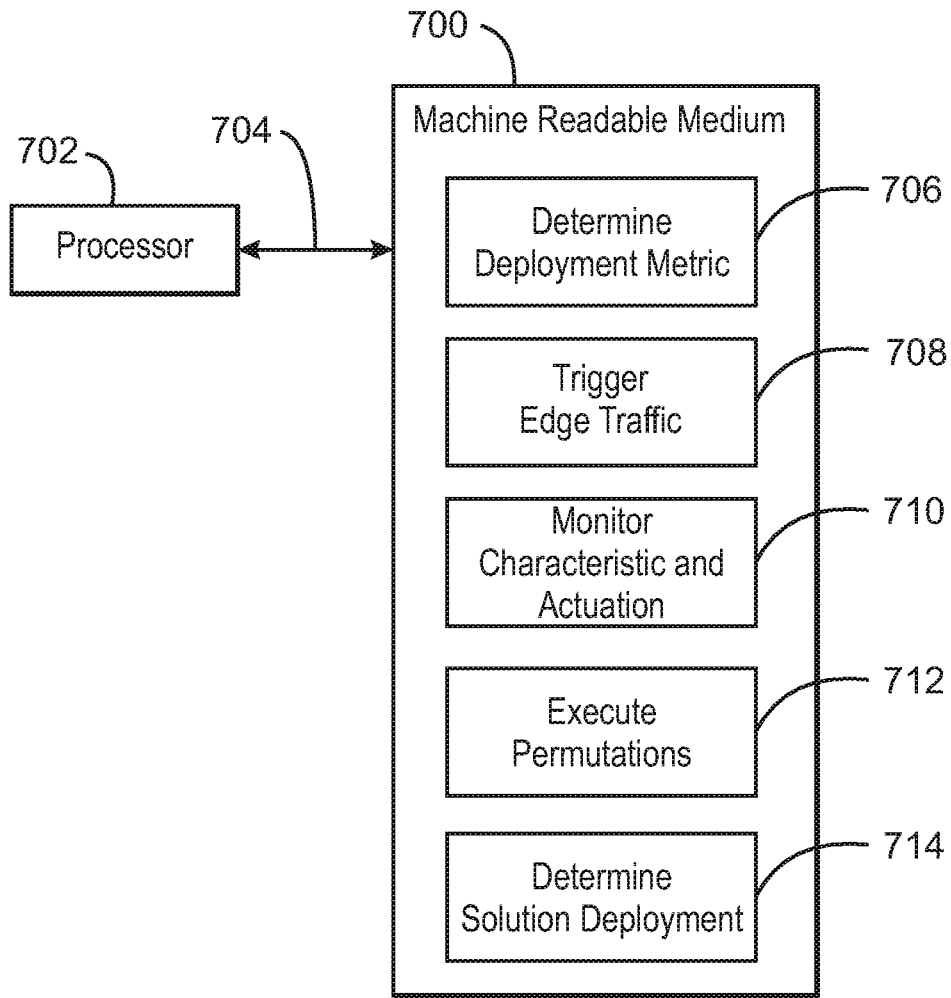 700
704
Machine Readable Medium
702
706
Determine
Deployment Metric
Processor
708
Trigger
Edge Traffic
710
Monitor
Characteristic and
Actuation
712
Execute
Permutations
714
Determine
Solution Deployment